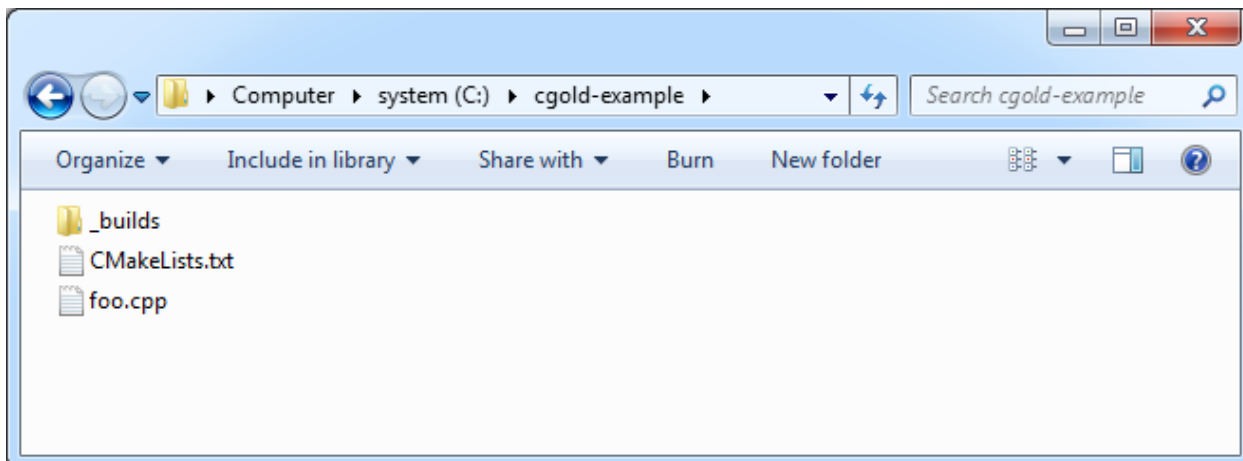 Computer system (C:) cgold-example Search cgold-example
Organize Include in library Share with Burn New folder
_builds
CMakeLists.txt
foo.cpp